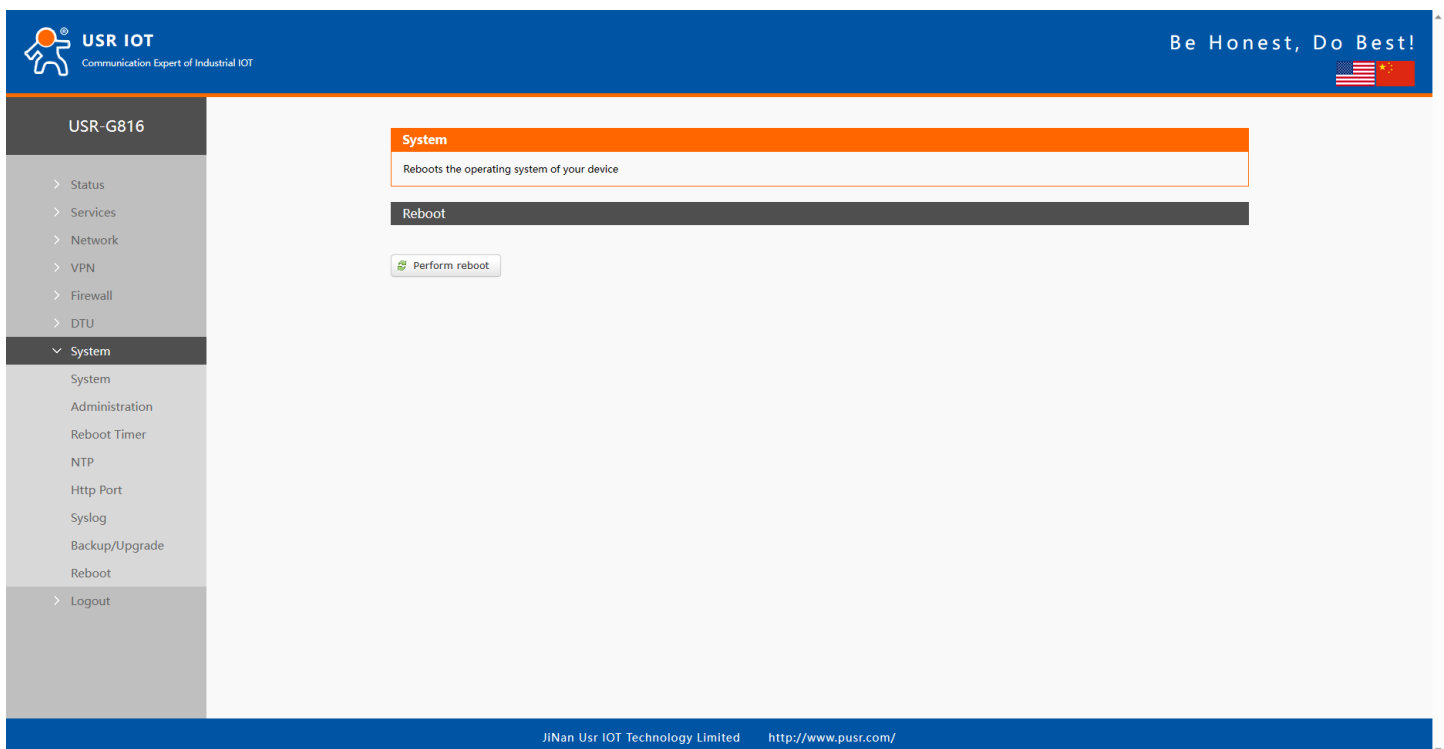 USR IOT
Communication Expert of Industrial IOT
Be Honest, Do Best!
USR-G816
Status
Services
Network
VPN
Firewall
DTU
System
System
Administration
Reboot Timer
NTP
Http Port
Syslog
Backup/Upgrade
Reboot
Logout
System
Reboots the operating system of your device
Reboot
Perform reboot
JiNan Usr IOT Technology Limited http://www.pusr.com/